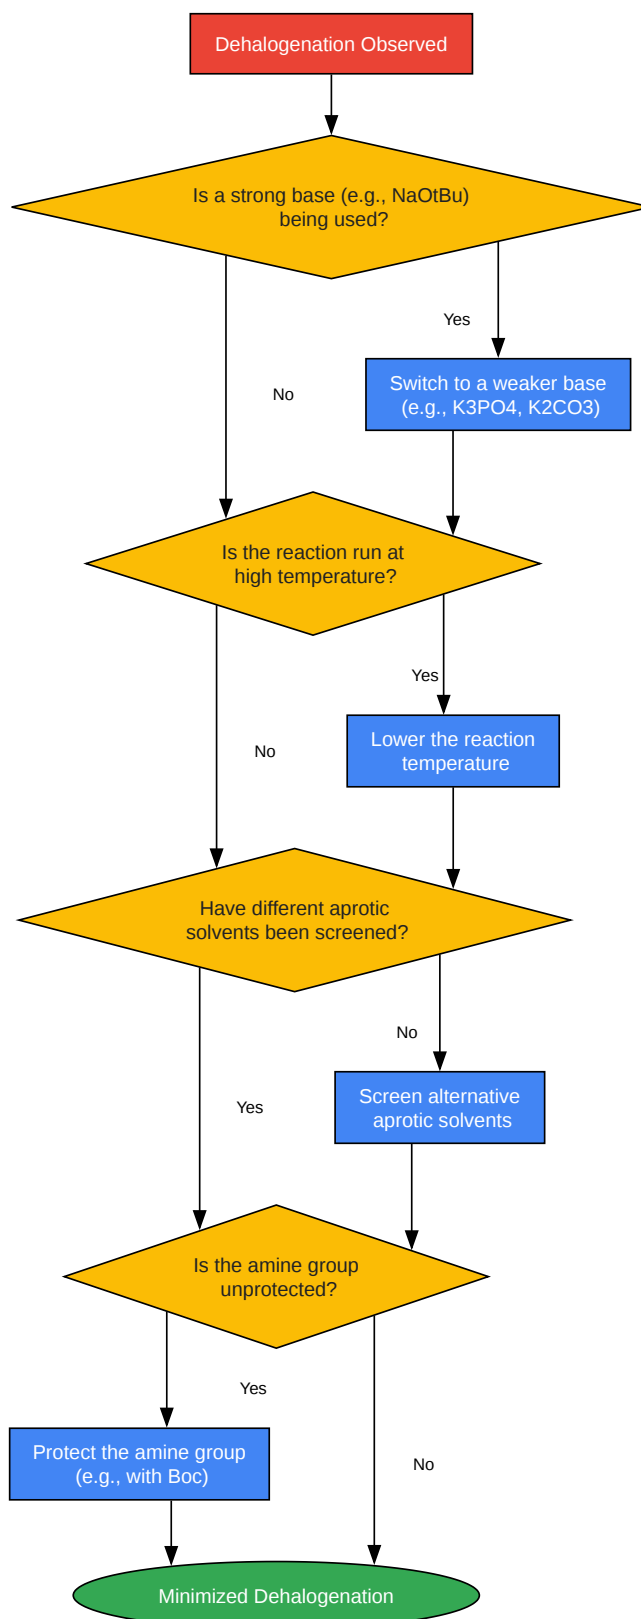 Dehalogenation Observed
Is a strong base (e.g., NaOtBu)
being used?
Yes
Switch to a weaker base
(e.g., K3PO4, K2CO3)
No
Is the reaction run at
high temperature?
Yes
Lower the reaction
temperature
No
Have different aprotic
solvents been screened?
No
Screen alternative
aprotic solvents
Yes
Is the amine group
unprotected?
Yes
Protect the amine group
(e.g., with Boc)
No
Minimized Dehalogenation